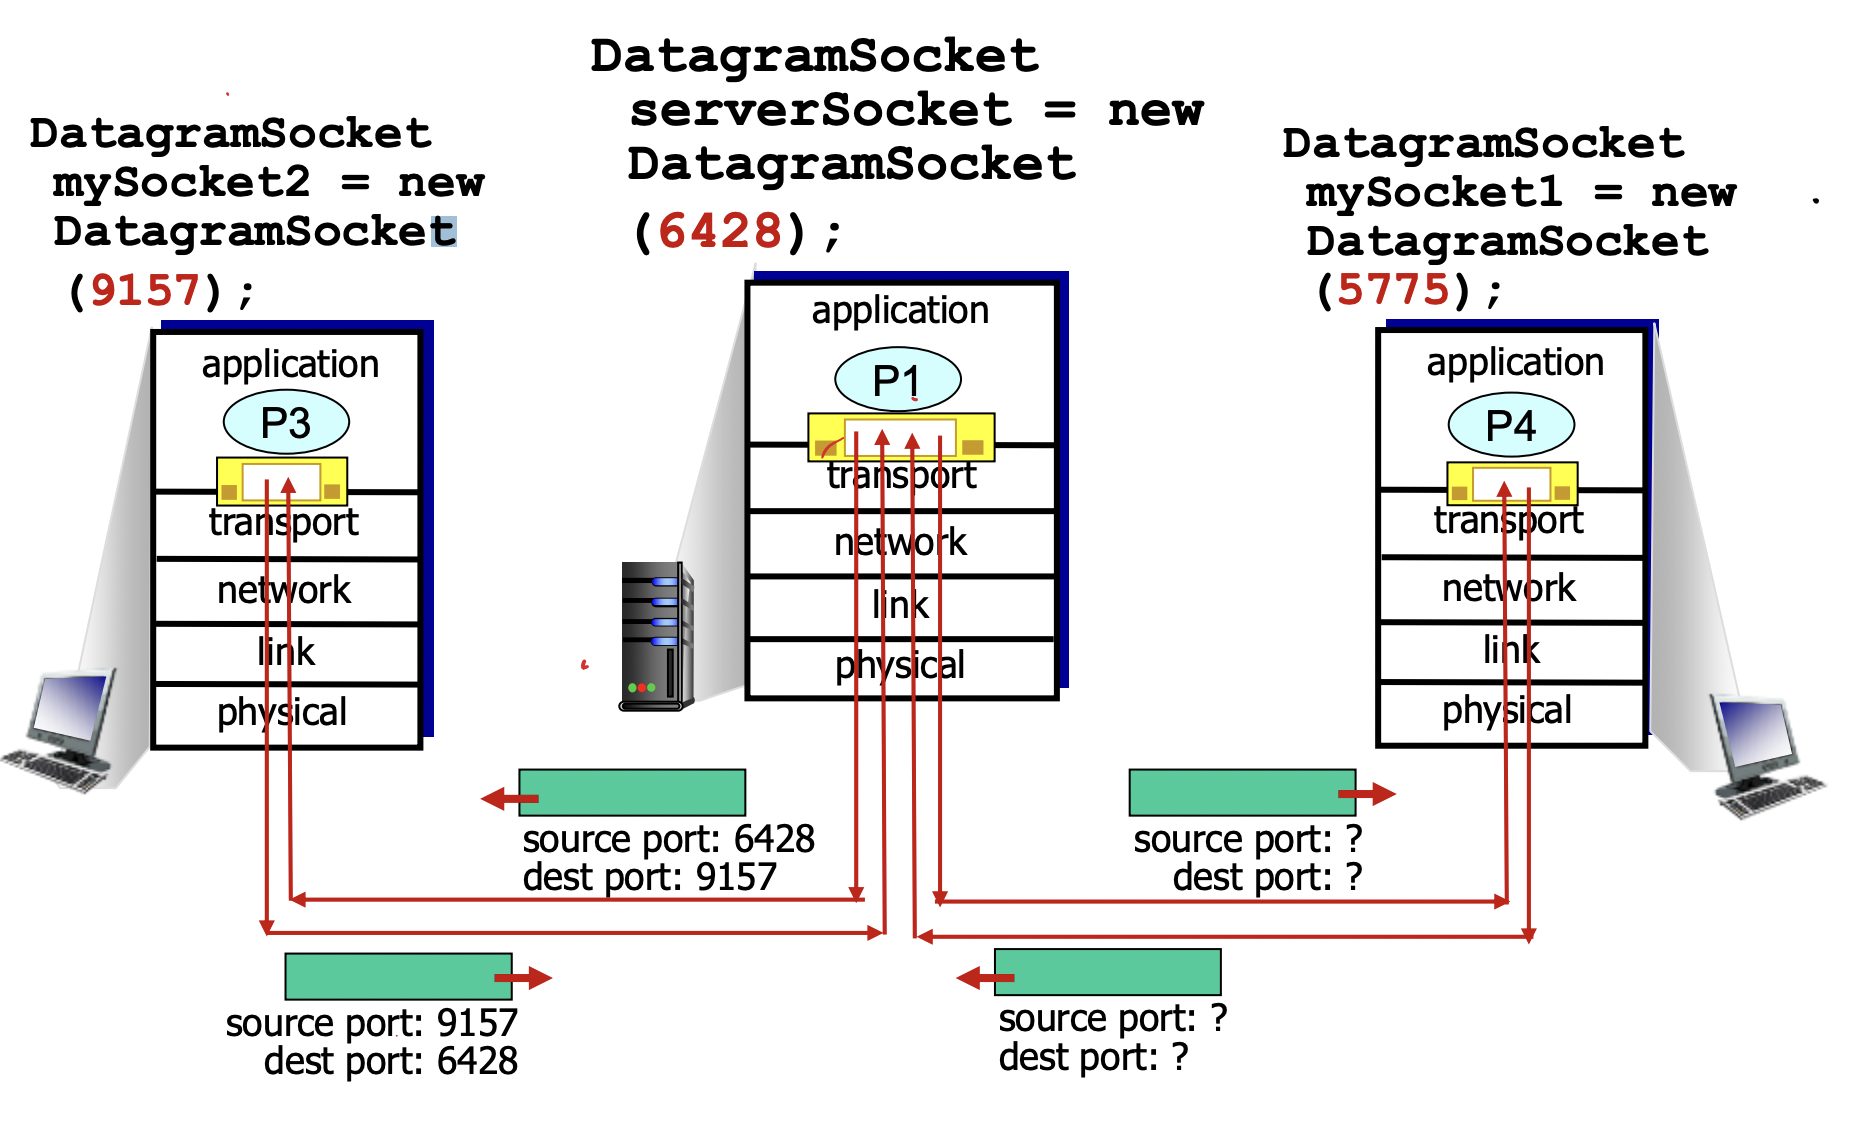 DatagramSocket
mySocket2 = new
DatagramSocket
(9157);
DatagramSocket
serverSocket = new
DatagramSocket
(6428);
DatagramSocket
mySocket1 = new
DatagramSocket
(5775);
application
P3
transport
network
link
physical
application
P1
transport
network
link
physical
application
P4
transport
network
link
physical
source port: 6428
dest port: 9157
source port: ?
dest port: ?
source port: 9157
dest port: 6428
source port: ?
dest port: ?